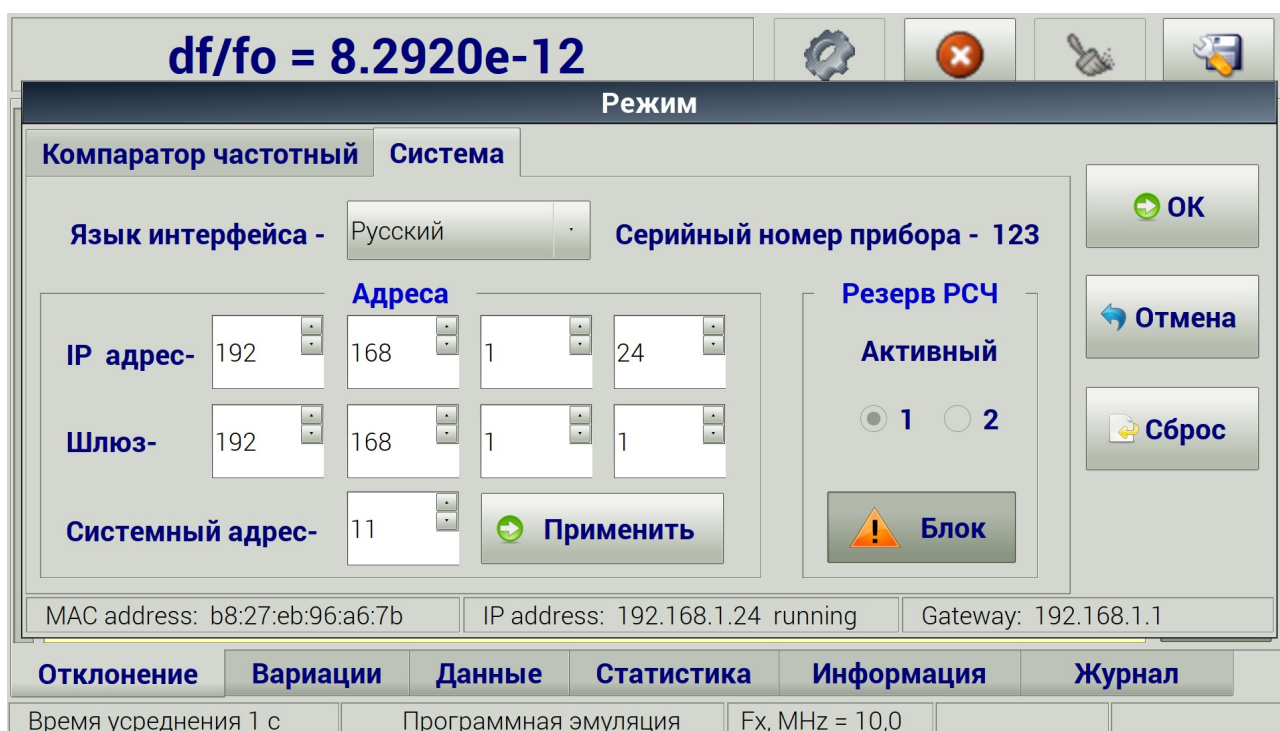 df/fo = 8.2920e-12
Режим
Компаратор частотный Система
Язык интерфейса - Русский Серийный номер прибора - 123
Адреса Резерв РСЧ
IP адрес- 192 168 1 24
Активный
Шлюз- 192 168 1 1
1 2
Системный адрес- 11 Применить
Блок
ОК
Отмена
Сброс
MAC address: b8:27:eb:96:a6:7b IP address: 192.168.1.24 running Gateway: 192.168.1.1
Отклонение Вариации Данные Статистика Информация Журнал
Время усреднения 1 с Программная эмуляция Fx, MHz = 10,0